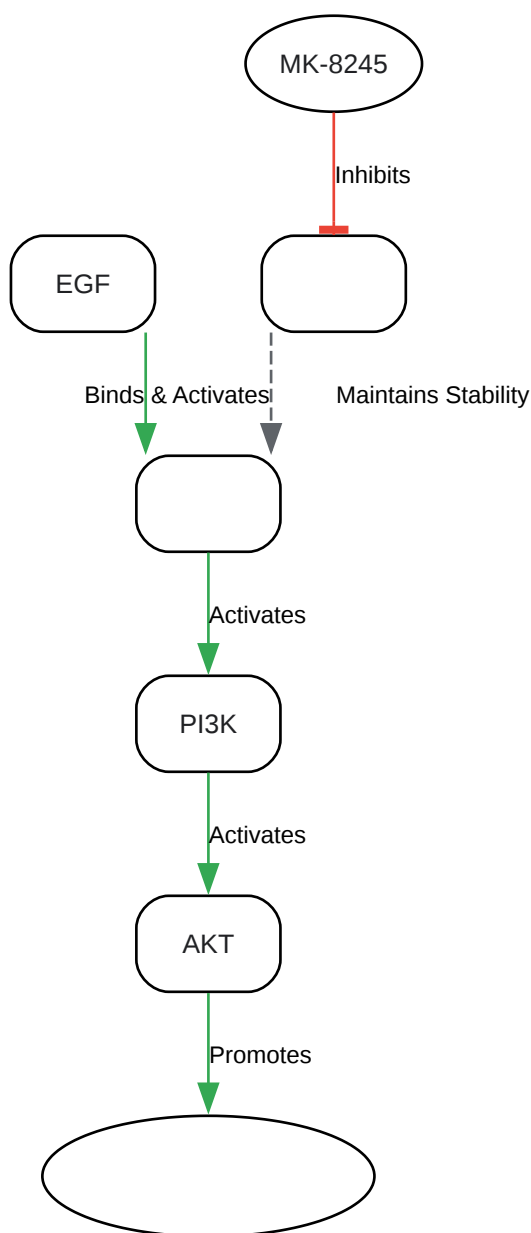 MK-8245
Inhibits
EGF
Binds & Activates
Maintains Stability
Activates
PI3K
Activates
AKT
Promotes